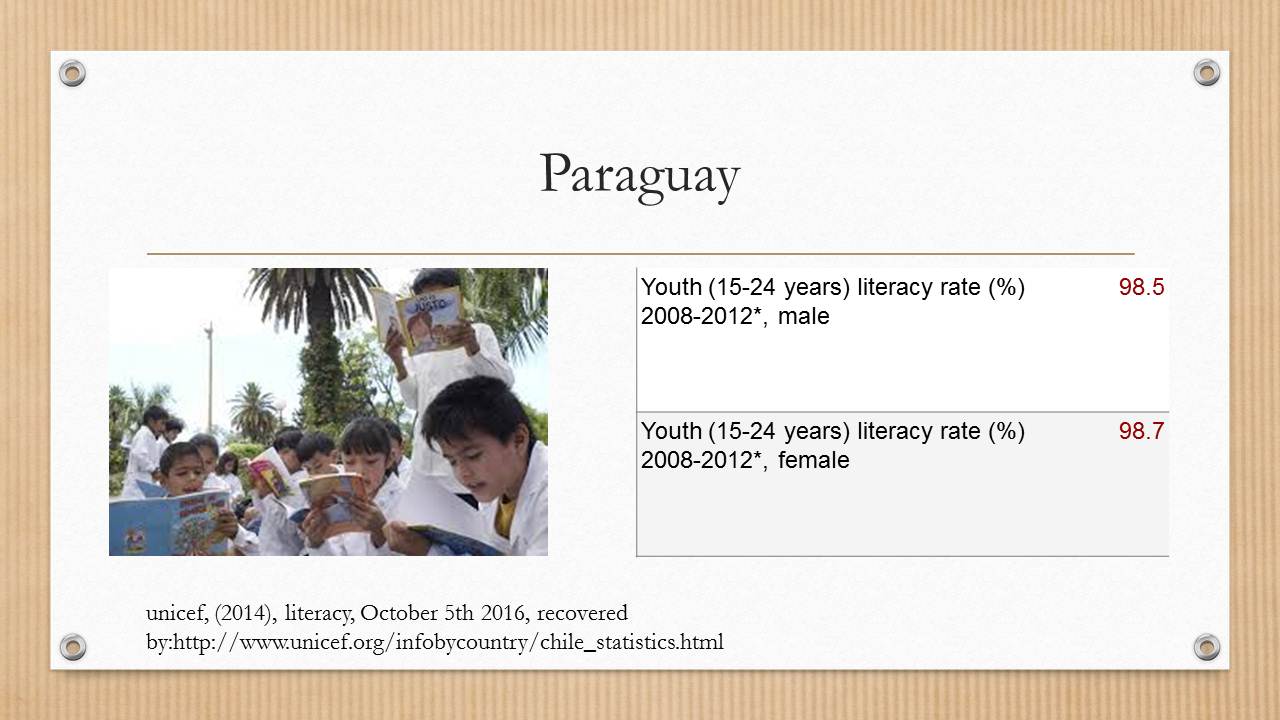 Paraguay
JUSTO
Youth (15-24 years) literacy rate (%) 98.5
2008-2012*, male
Youth (15-24 years) literacy rate (%) 98.7
2008-2012*, female
unicef, (2014), literacy, October 5th 2016, recovered
by:http://www.unicef.org/infobycountry/chile_statistics.html